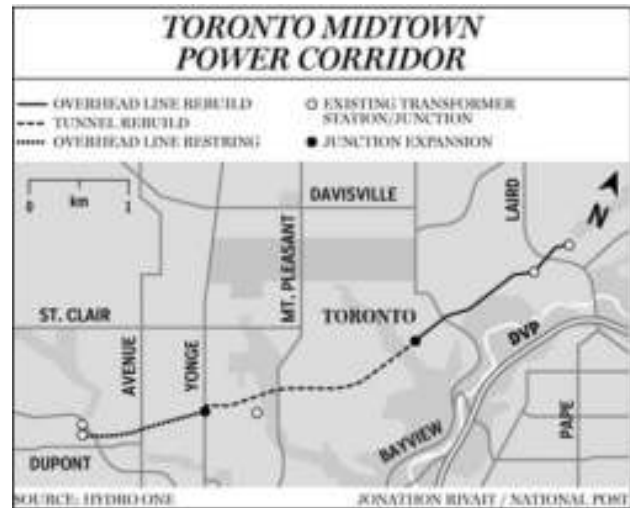 TORONTO MIDTOWN
POWER CORRIDOR
OVERHEAD LINE REBUILD
TUNNEL REBUILD
OVERHEAD LINE RESTRING
EXISTING TRANSFORMER
STATION/JUNCTION
JUNCTION EXPANSION
0 km 1
DAVISVILLE
LAIRD
N
MT. PLEASANT
ST. CLAIR
TORONTO
AVENUE
YONGE
DVP
BAYVIEW
PAPE
DUPONT
SOURCE: HYDRO ONE
JONATHON RIVAIT / NATIONAL POST